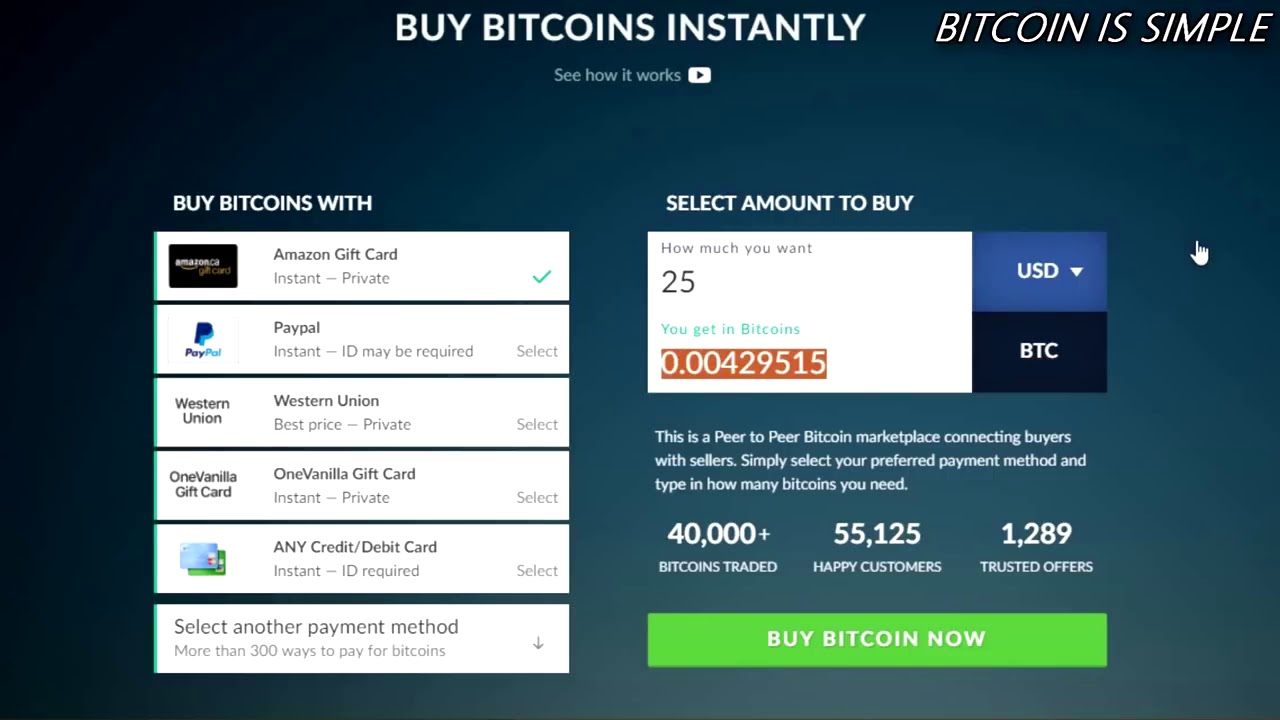 BUY BITCOINS INSTANTLY
BITCOIN IS SIMPLE
See how it works
BUY BITCOINS WITH
amazon.ca
gift card
Amazon Gift Card
Instant — Private
PayPal
Paypal
Instant — ID may be required
Select
Western
Union
Western Union
Best price — Private
Select
OneVanilla
Gift Card
OneVanilla Gift Card
Instant — Private
Select
ANY Credit/Debit Card
Instant — ID required
Select
Select another payment method
More than 300 ways to pay for bitcoins
SELECT AMOUNT TO BUY
How much you want
25
USD
You get in Bitcoins
0.00429515
BTC
This is a Peer to Peer Bitcoin marketplace connecting buyers
with sellers. Simply select your preferred payment method and
type in how many bitcoins you need.
40,000+
BITCOINS TRADED
55,125
HAPPY CUSTOMERS
1,289
TRUSTED OFFERS
BUY BITCOIN NOW